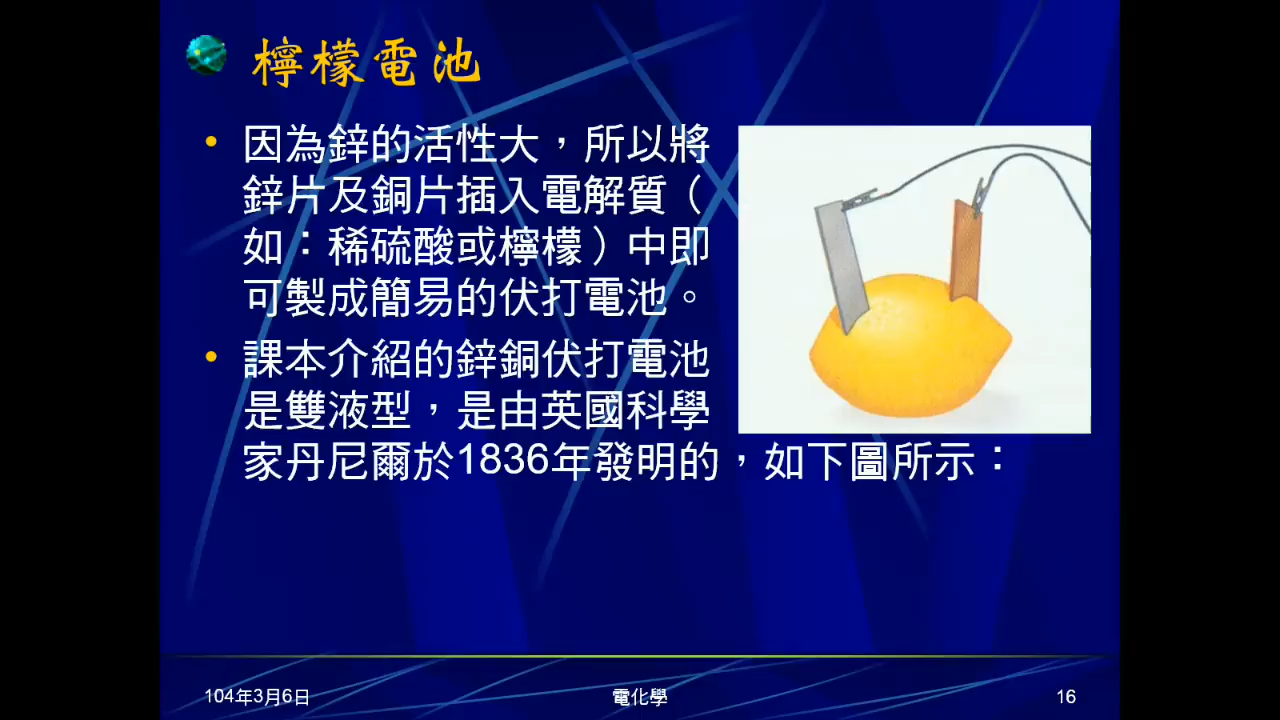 檸檬電池
• 因為鋅的活性大，所以將
鋅片及銅片插入電解質（
如：稀硫酸或檸檬）中即
可製成簡易的伏打電池。
• 課本介紹的鋅銅伏打電池
是雙液型，是由英國科學
家丹尼爾於1836年發明的，如下圖所示：
104年3月6日
電化學
16